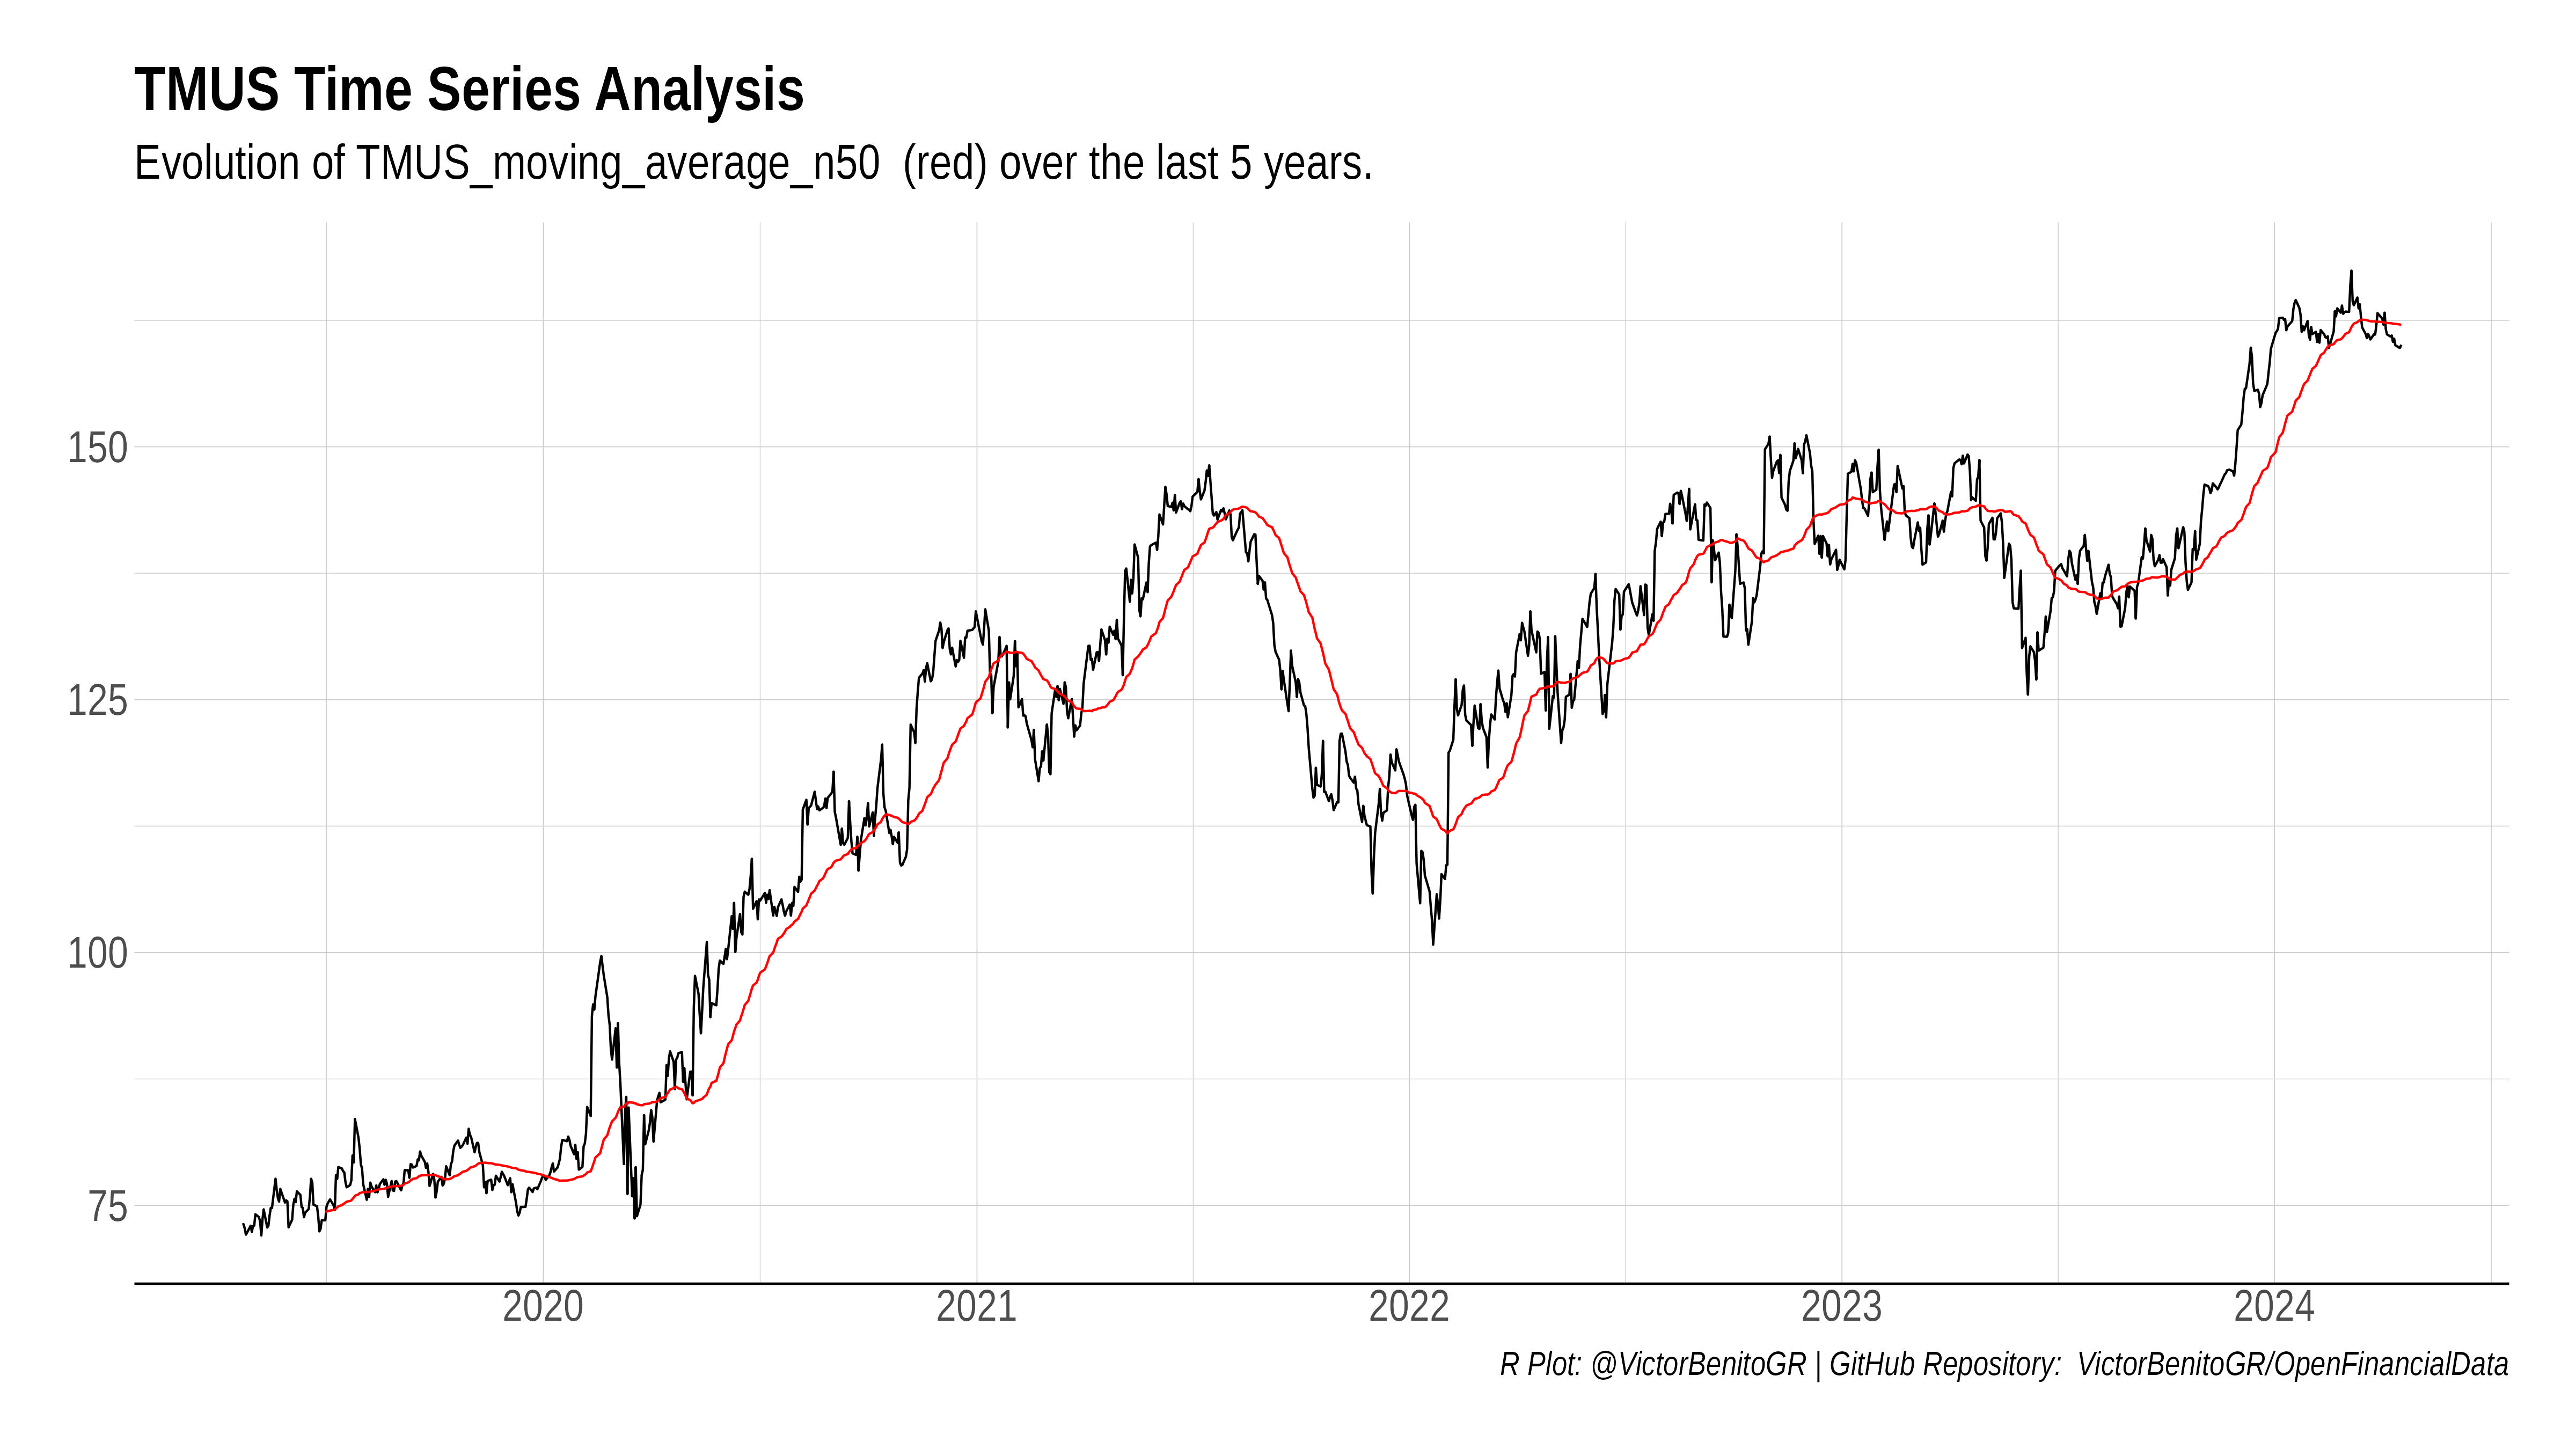 TMUS Time Series Analysis
Evolution of TMUS_moving_average_n50  (red) over the last 5 years.
150
125
100
75
2020 2021 2022 2023 2024
R Plot: @VictorBenitoGR | GitHub Repository:  VictorBenitoGR/OpenFinancialData